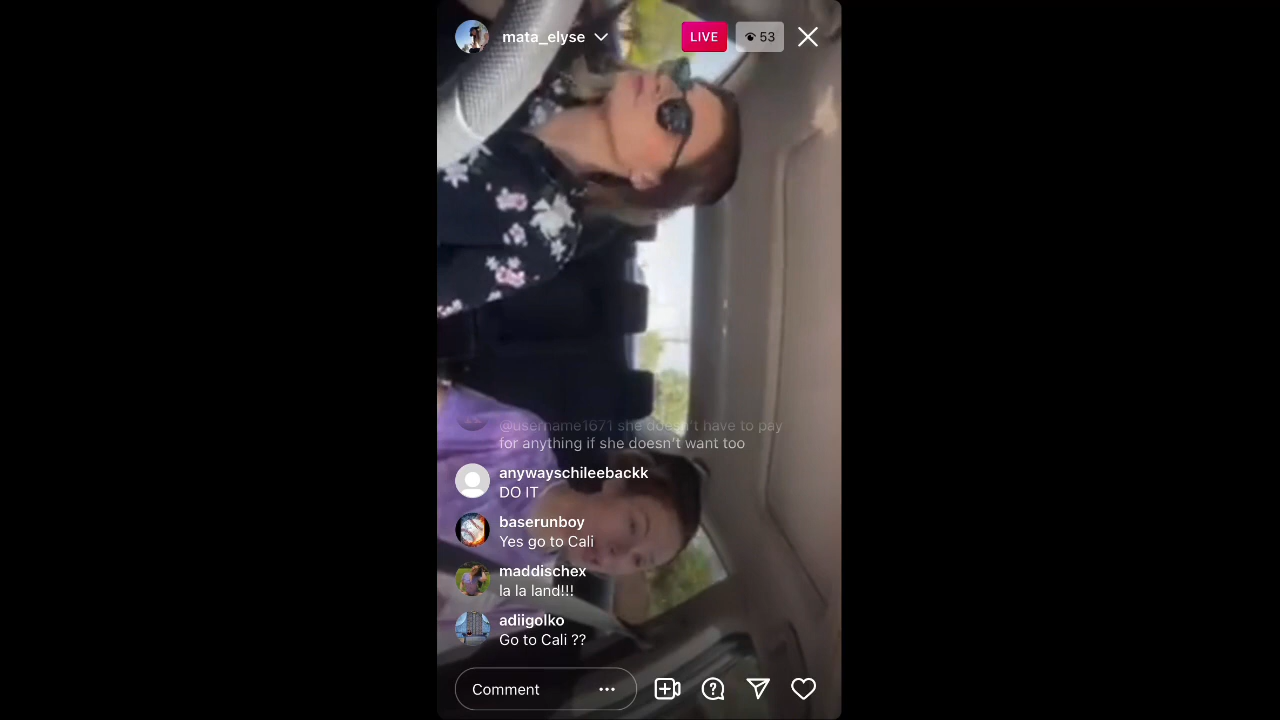 mata_elyse
LIVE
53
@username1671 she doesn't have to pay
for anything if she doesn't want too
anywayschileebackk
DO IT
baserunboy
Yes go to Cali
maddischex
la la land!!!
adiigolko
Go to Cali ??
Comment